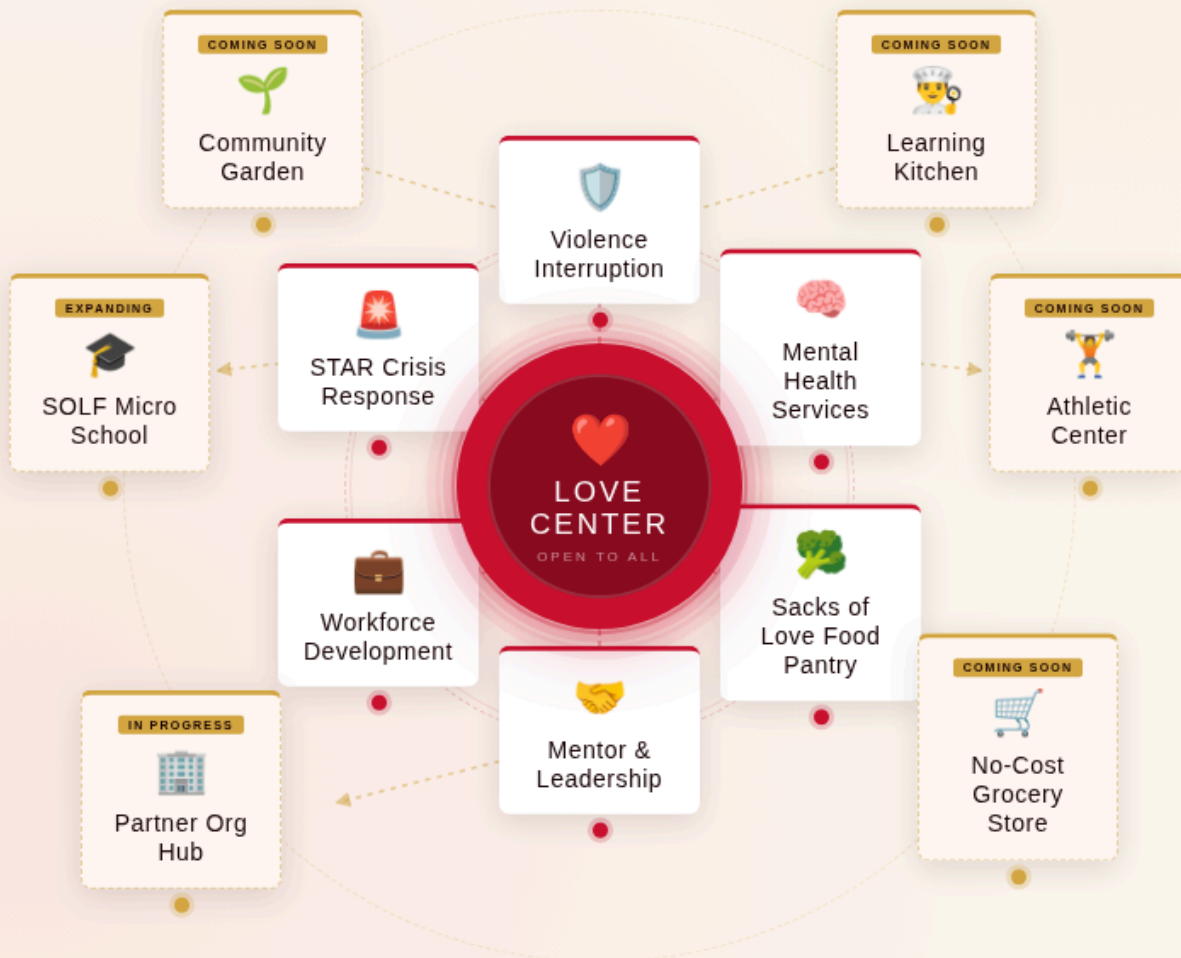 COMING SOON
Community
Garden
COMING SOON
Learning
Kitchen
Violence
Interruption
EXPANDING
SOLF Micro
School
STAR Crisis
Response
Mental
Health
Services
COMING SOON
Athletic
Center
LOVE
CENTER
OPEN TO ALL
Workforce
Development
Sacks of
Love Food
Pantry
IN PROGRESS
Partner Org
Hub
Mentor &
Leadership
COMING SOON
No-Cost
Grocery
Store